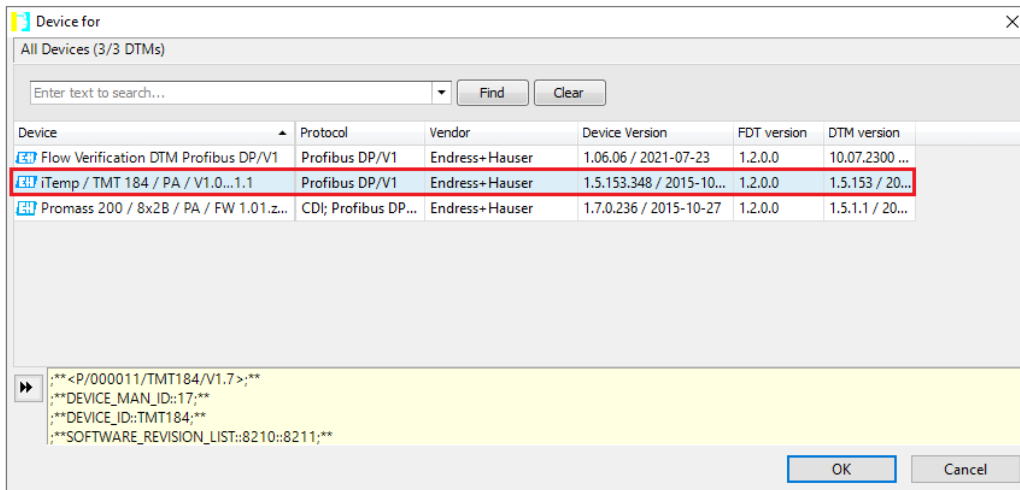 Device for
All Devices (3/3 DTMs)
Enter text to search... Find Clear
Device Protocol Vendor Device Version FDT version DTM version
Flow Verification DTM Profibus DP/V1 Profibus DP/V1 Endress+Hauser 1.06.06 / 2021-07-23 1.2.0.0 10.07.2300 ...
iTemp / TMT 184 / PA / V1.0...1.1 Profibus DP/V1 Endress+Hauser 1.5.153.348 / 2015-10... 1.2.0.0 1.5.153 / 20...
Promass 200 / 8x2B / PA / FW 1.01.z... CDI; Profibus DP... Endress+Hauser 1.7.0.236 / 2015-10-27 1.2.0.0 1.5.1.1 / 20...
;**<P/000011/TMT184/V1.7>;**
;**DEVICE_MAN_ID::17;**
;**DEVICE_ID::TMT184;**
;**SOFTWARE_REVISION_LIST::8210::8211;**
OK Cancel